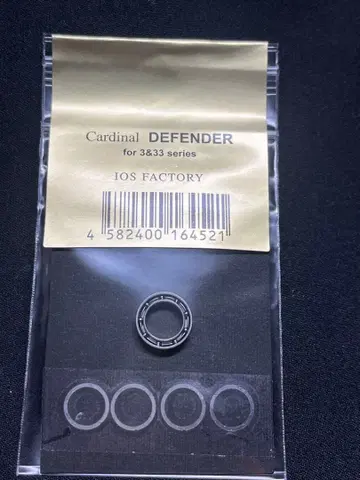 Cardinal DEFENDER
for 3&33 series
IOS FACTORY
4 582400 164521